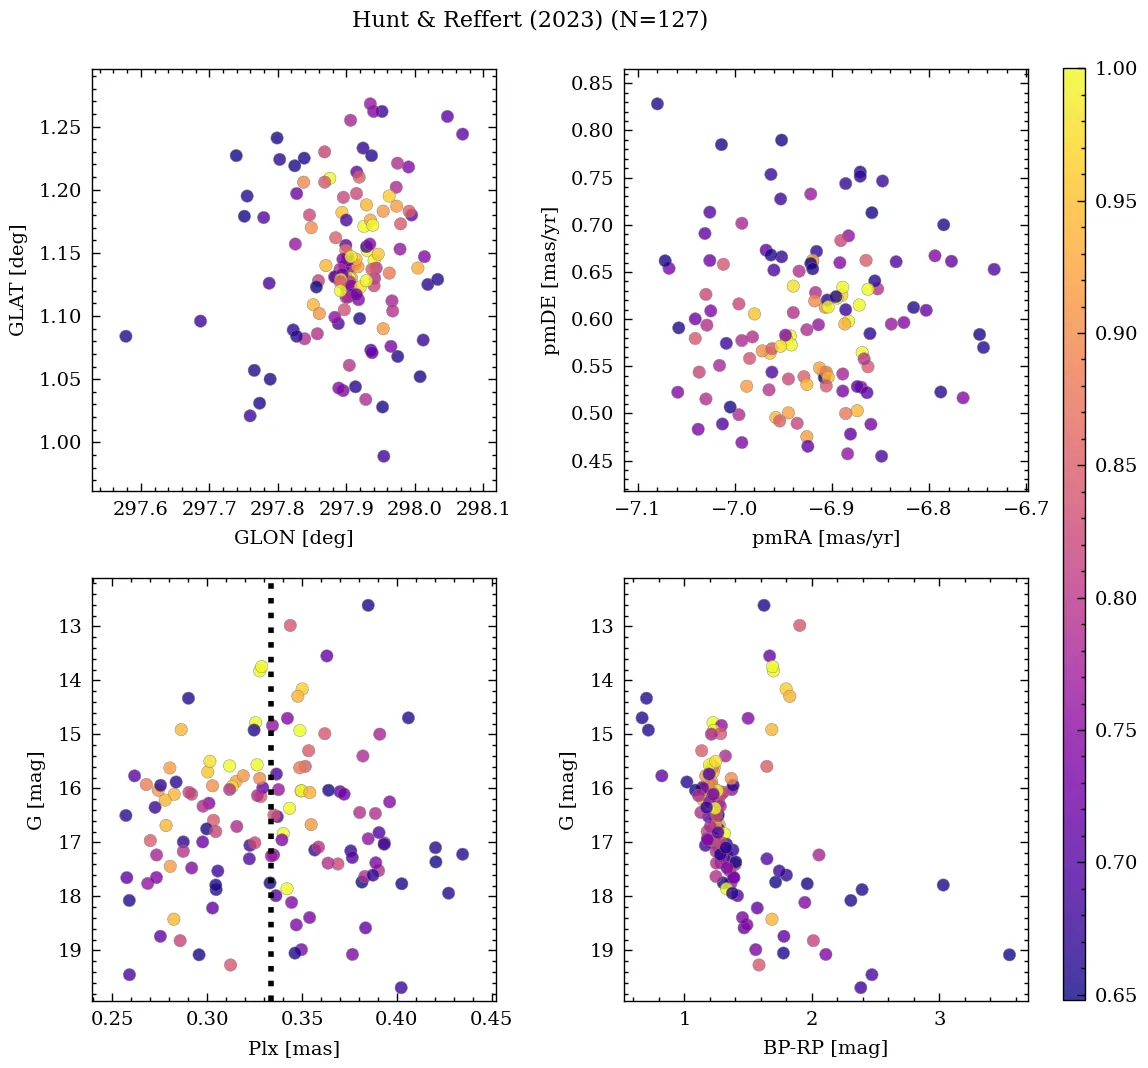 Hunt & Reffert (2023) (N=127)
1.25
1.20
1.15
1.10
1.05
1.00
GLAT [deg]
297.6 297.7 297.8 297.9 298.0 298.1
GLON [deg]
0.85
0.80
0.75
0.70
0.65
0.60
0.55
0.50
0.45
pmDE [mas/yr]
−7.1 −7.0 −6.9 −6.8 −6.7
pmRA [mas/yr]
13
14
15
16
17
18
19
G [mag]
0.25 0.30 0.35 0.40 0.45
Plx [mas]
13
14
15
16
17
18
19
G [mag]
1 2 3
BP-RP [mag]
1.00
0.95
0.90
0.85
0.80
0.75
0.70
0.65